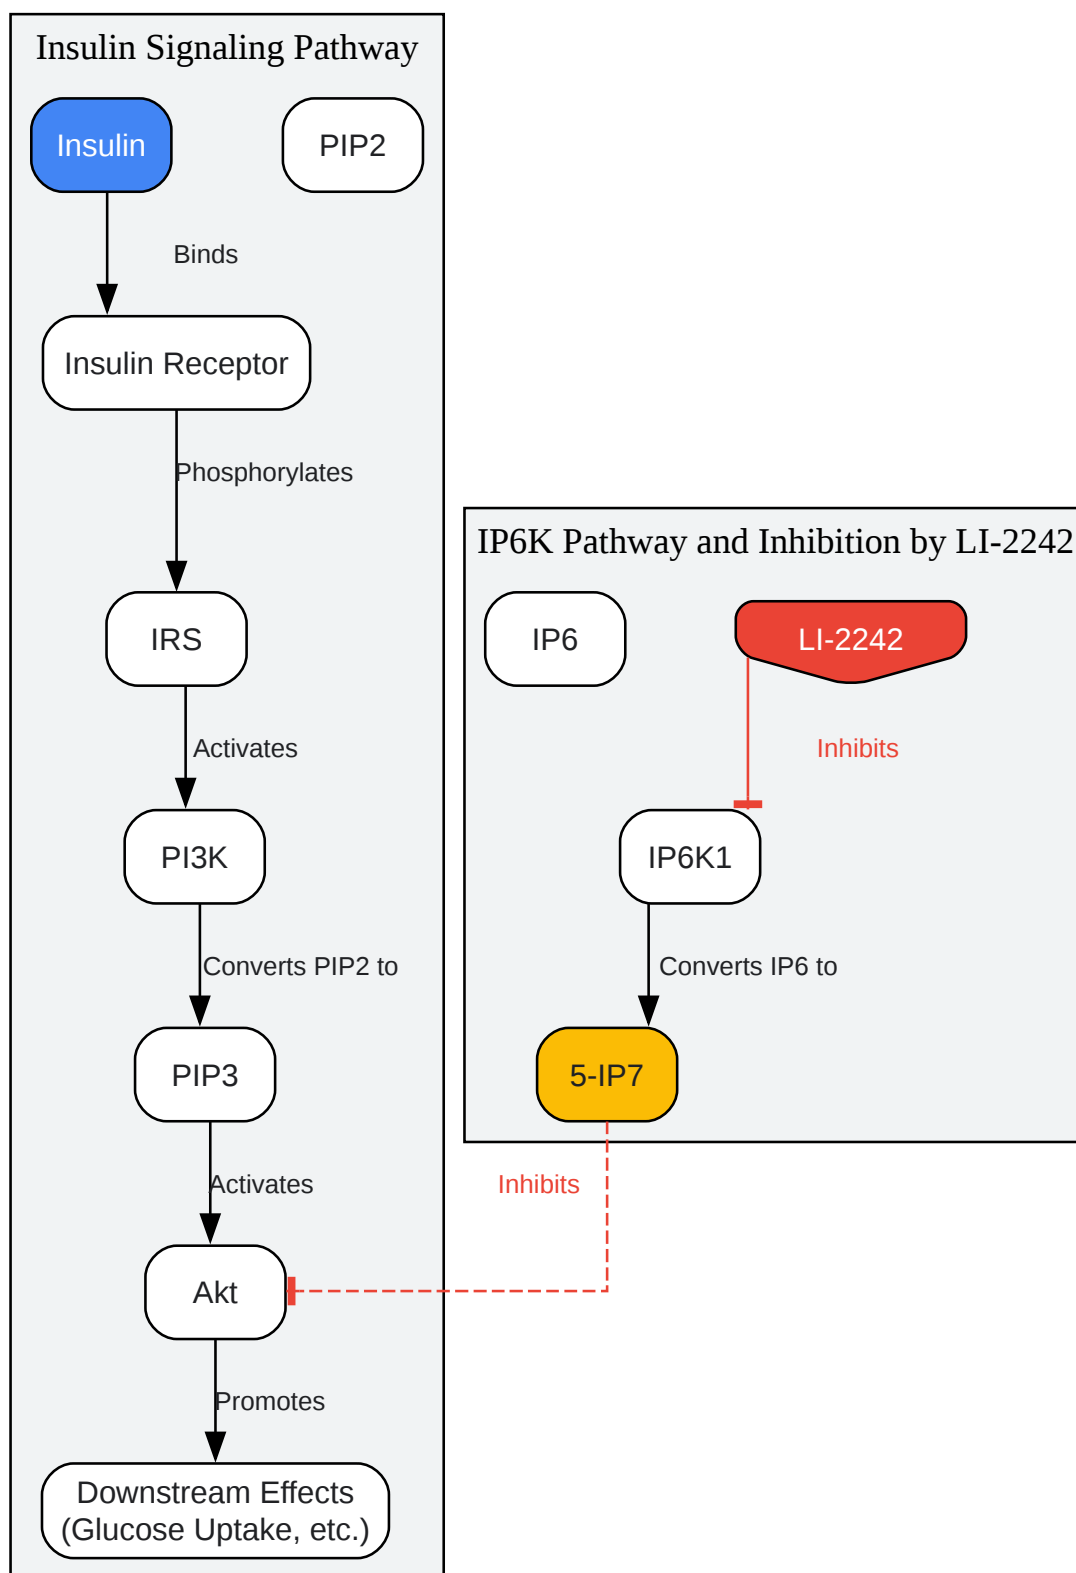 Insulin Signaling Pathway
Insulin
PIP2
Binds
Insulin Receptor
Phosphorylates
IRS
Activates
PI3K
Converts PIP2 to
PIP3
Activates
Akt
Promotes
Downstream Effects
(Glucose Uptake, etc.)
IP6K Pathway and Inhibition by LI-2242
IP6
LI-2242
Inhibits
IP6K1
Converts IP6 to
5-IP7
Inhibits